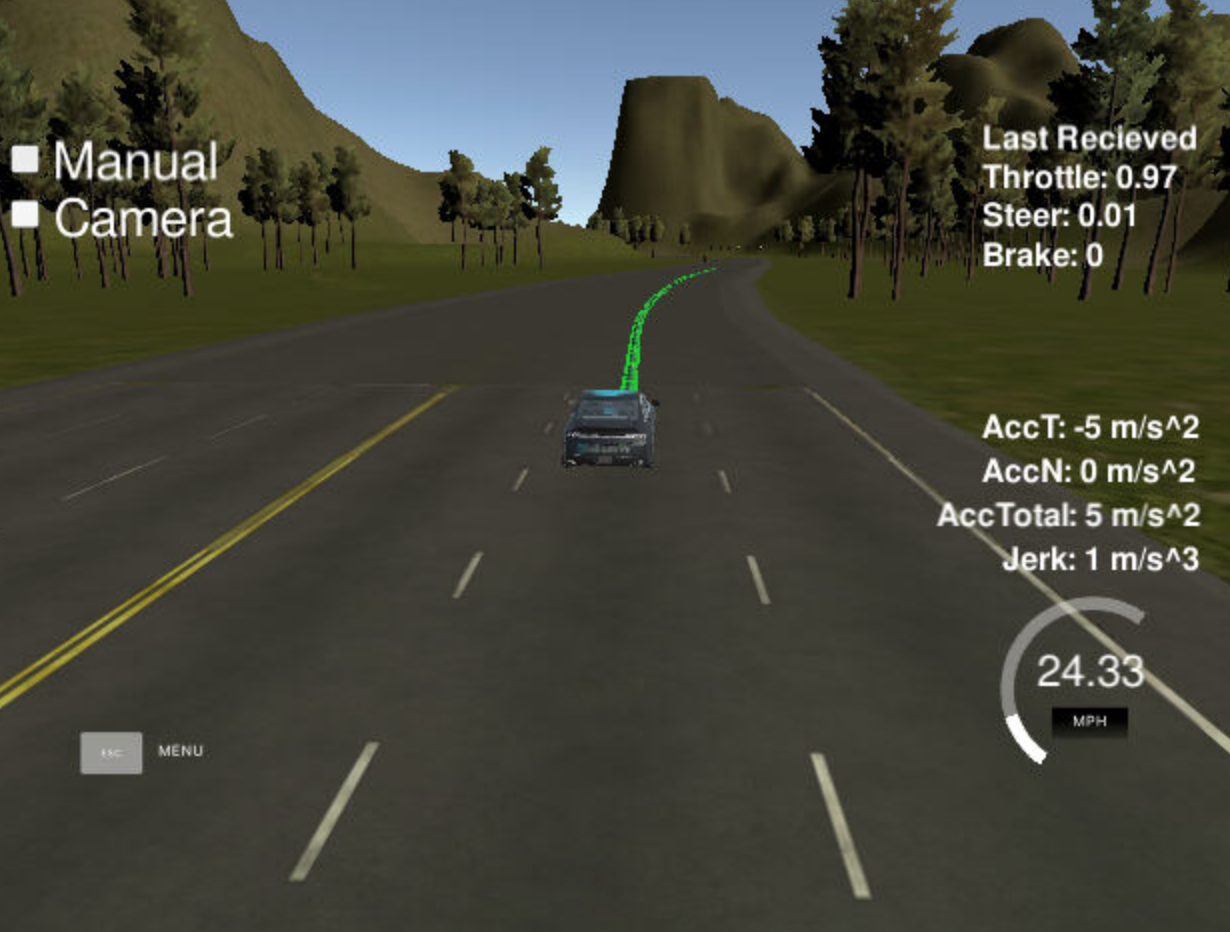 Manual
Camera
Last Recieved
Throttle: 0.97
Steer: 0.01
Brake: 0
AccT: -5 m/s^2
AccN: 0 m/s^2
AccTotal: 5 m/s^2
Jerk: 1 m/s^3
24.33
MPH
ESC
MENU